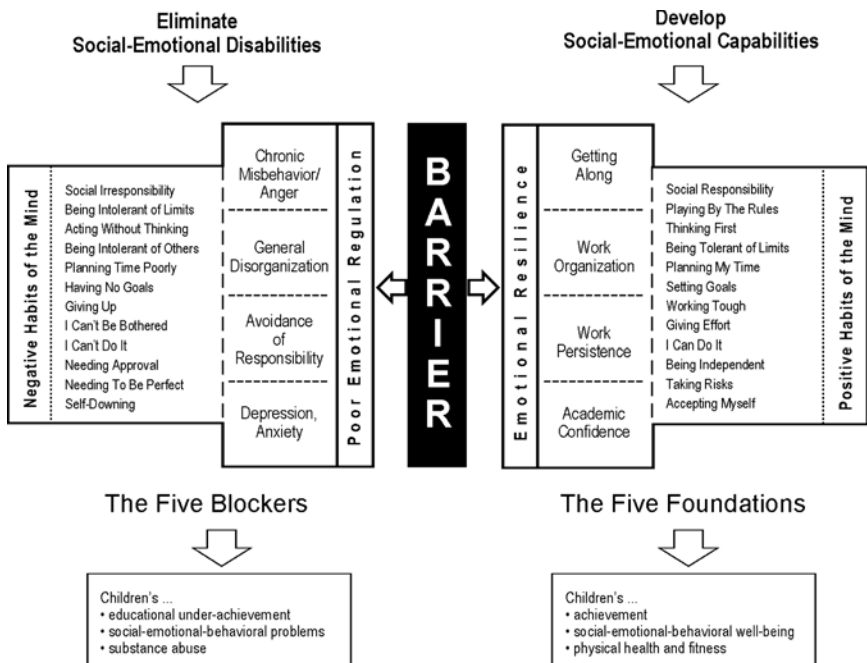 Eliminate
Social-Emotional Disabilities
Negative Habits of the Mind
Social Irresponsibility
Being Intolerant of Limits
Acting Without Thinking
Being Intolerant of Others
Planning Time Poorly
Having No Goals
Giving Up
I Can't Be Bothered
I Can't Do It
Needing Approval
Needing To Be Perfect
Self-Downing
Chronic
Misbehavior/
Anger
General
Disorganization
Avoidance
of
Responsibility
Depression,
Anxiety
Poor Emotional Regulation
The Five Blockers
Children's ...
• educational under-achievement
• social-emotional-behavioral problems
• substance abuse
BARRIER
Develop
Social-Emotional Capabilities
Emotional Resilience
Getting
Along
Work
Organization
Work
Persistence
Academic
Confidence
Social Responsibility
Playing By The Rules
Thinking First
Being Tolerant of Limits
Planning My Time
Setting Goals
Working Tough
Giving Effort
I Can Do It
Being Independent
Taking Risks
Accepting Myself
Positive Habits of the Mind
The Five Foundations
Children's ...
• achievement
• social-emotional-behavioral well-being
• physical health and fitness